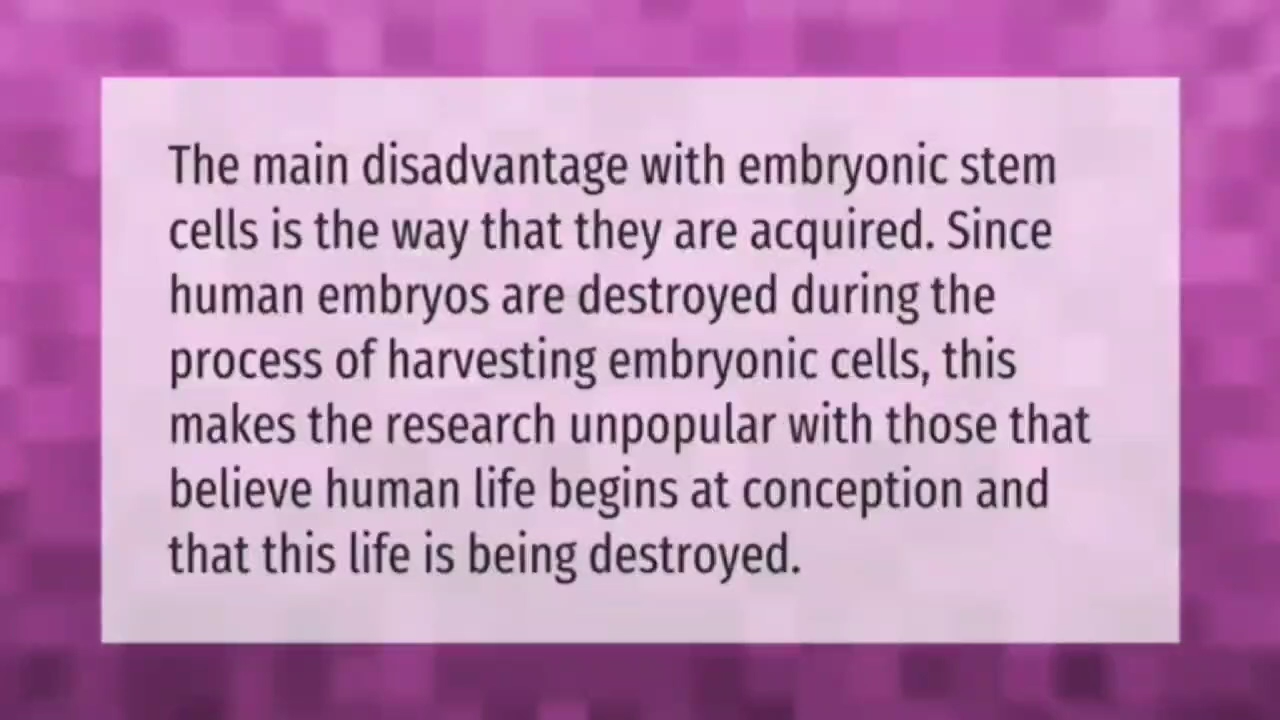 The main disadvantage with embryonic stem
cells is the way that they are acquired. Since
human embryos are destroyed during the
process of harvesting embryonic cells, this
makes the research unpopular with those that
believe human life begins at conception and
that this life is being destroyed.